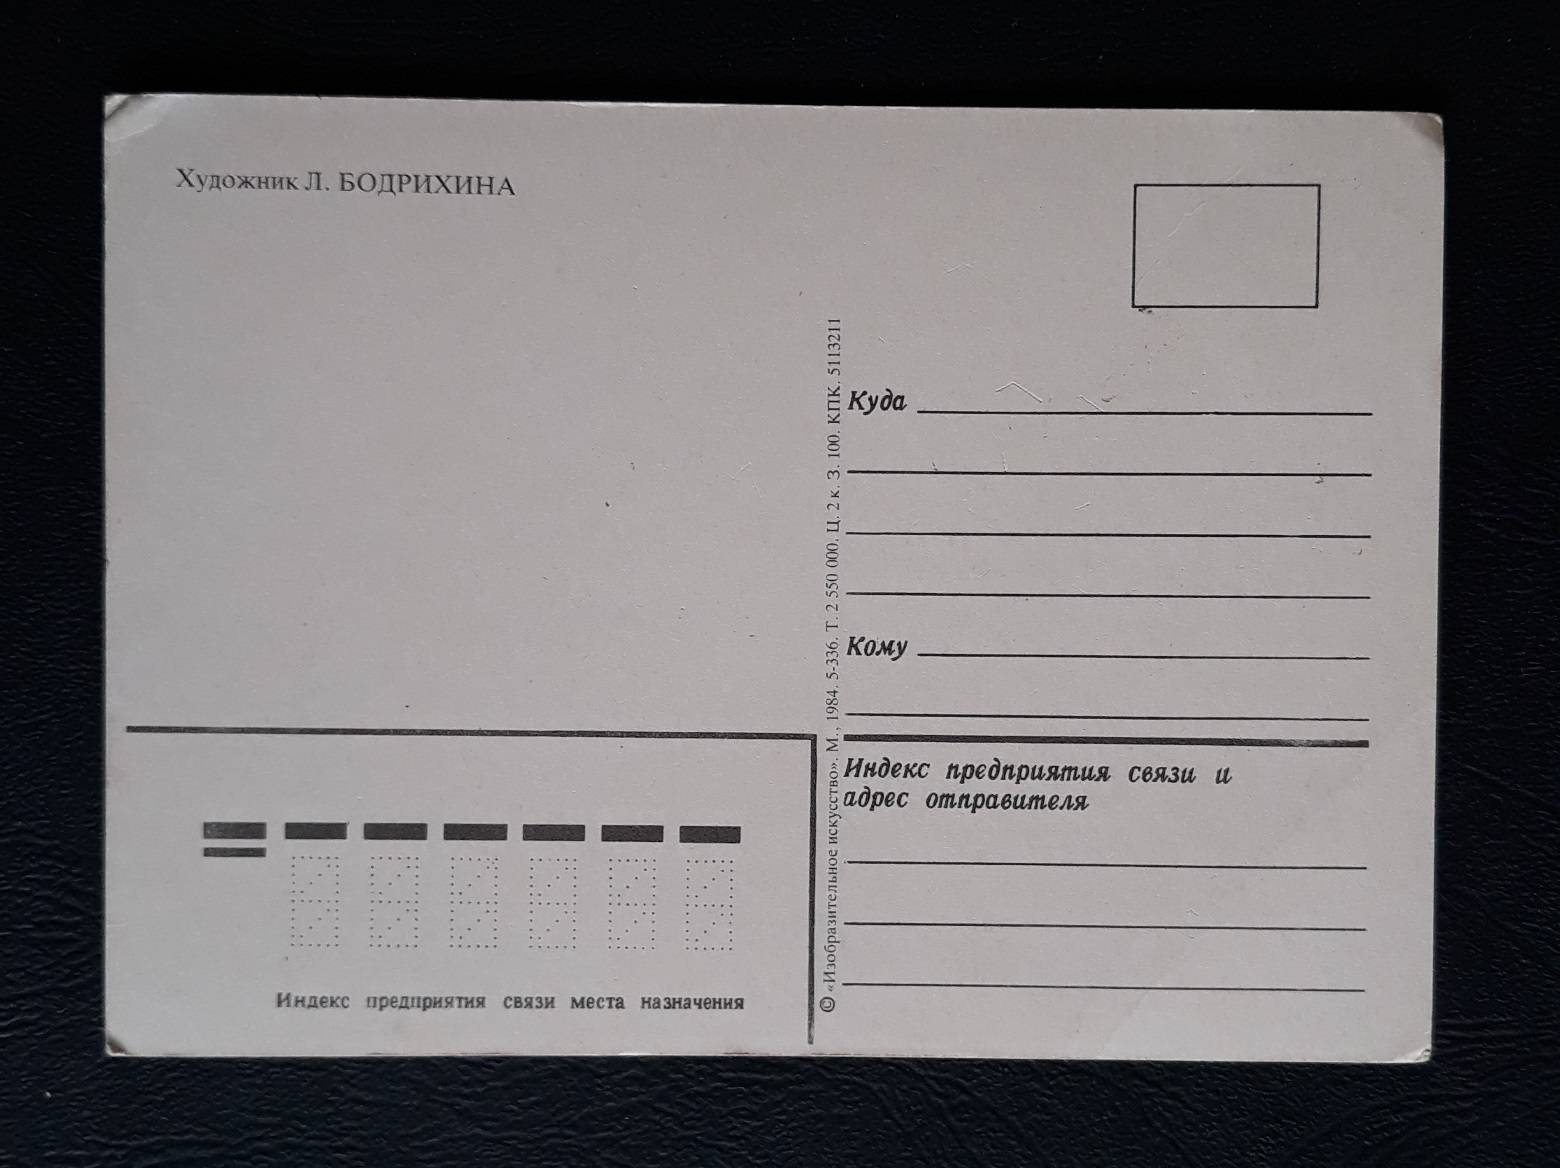 Художник Л. БОДРИХИНА
Индекс предприятия связи места назначения
© «Изобразительное искусство». М., 1984. 5-336. Т. 2 550 000. Ц. 2 к. З. 100. КПК. 5113211
Куда
Кому
Индекс предприятия связи и
адрес отправителя